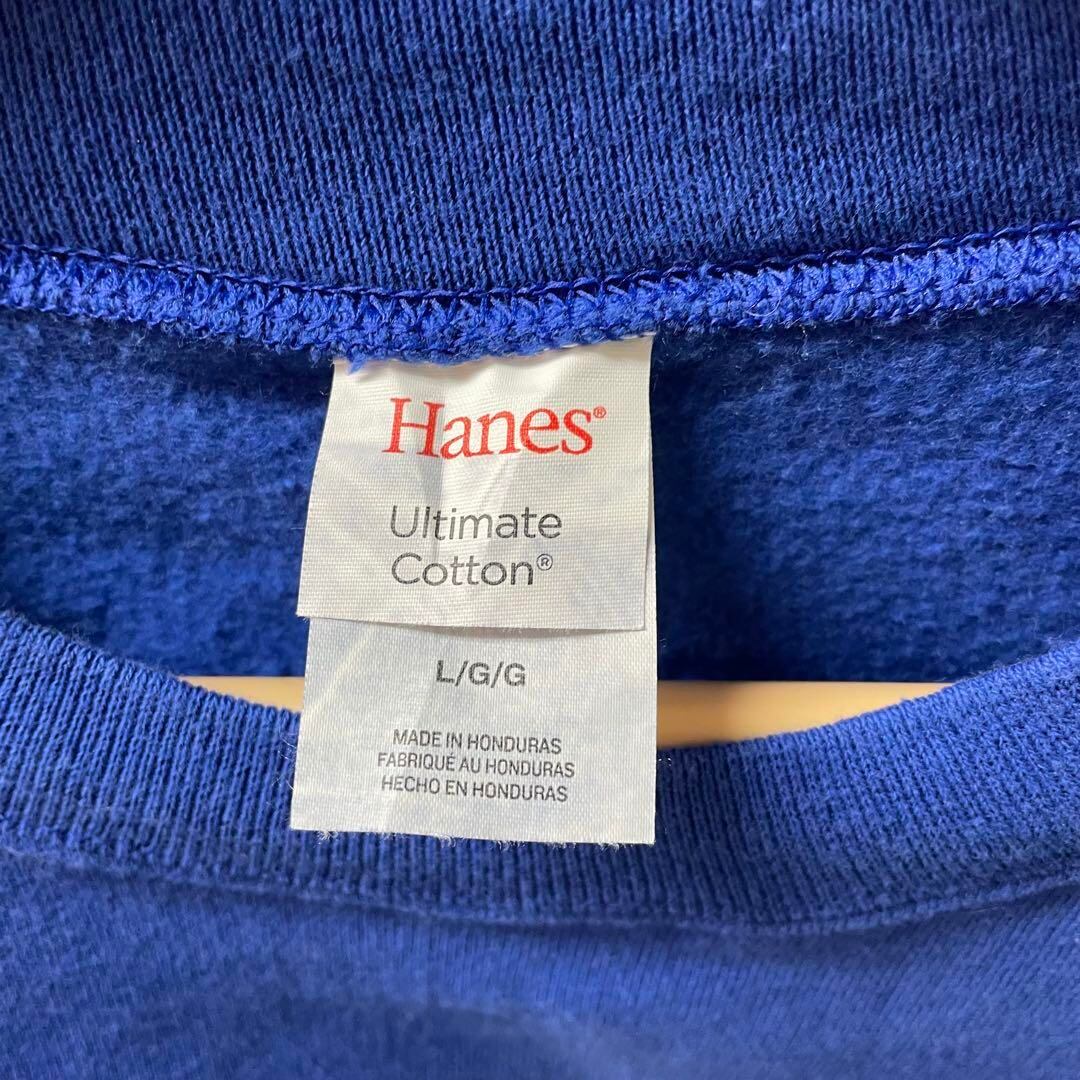 Hanes®
Ultimate
Cotton®
L/G/G
MADE IN HONDURAS
FABRIQUÉ AU HONDURAS
HECHO EN HONDURAS